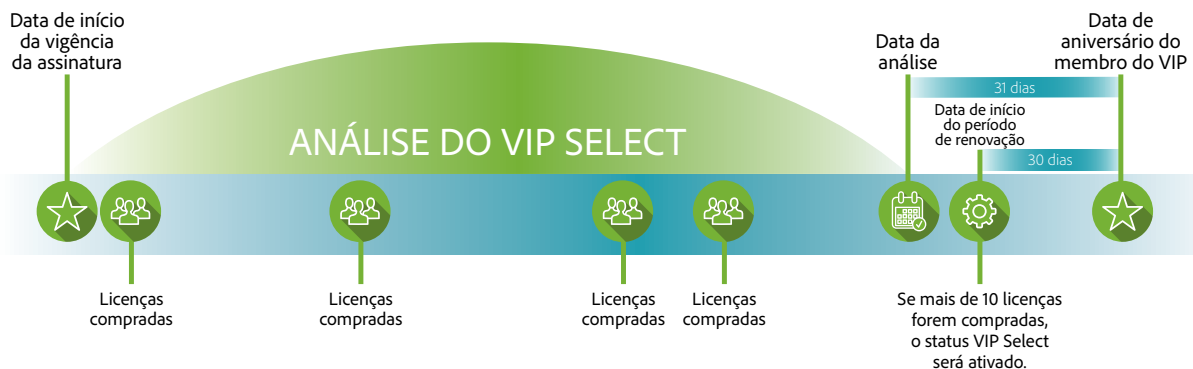 Data de início
da vigência
da assinatura
Data da
análise
Data de
aniversário do
membro do VIP
31 dias
Data de início
do período
de renovação
30 dias
ANÁLISE DO VIP SELECT
Licenças
compradas
Licenças
compradas
Licenças
compradas
Licenças
compradas
Se mais de 10 licenças
forem compradas,
o status VIP Select
será ativado.